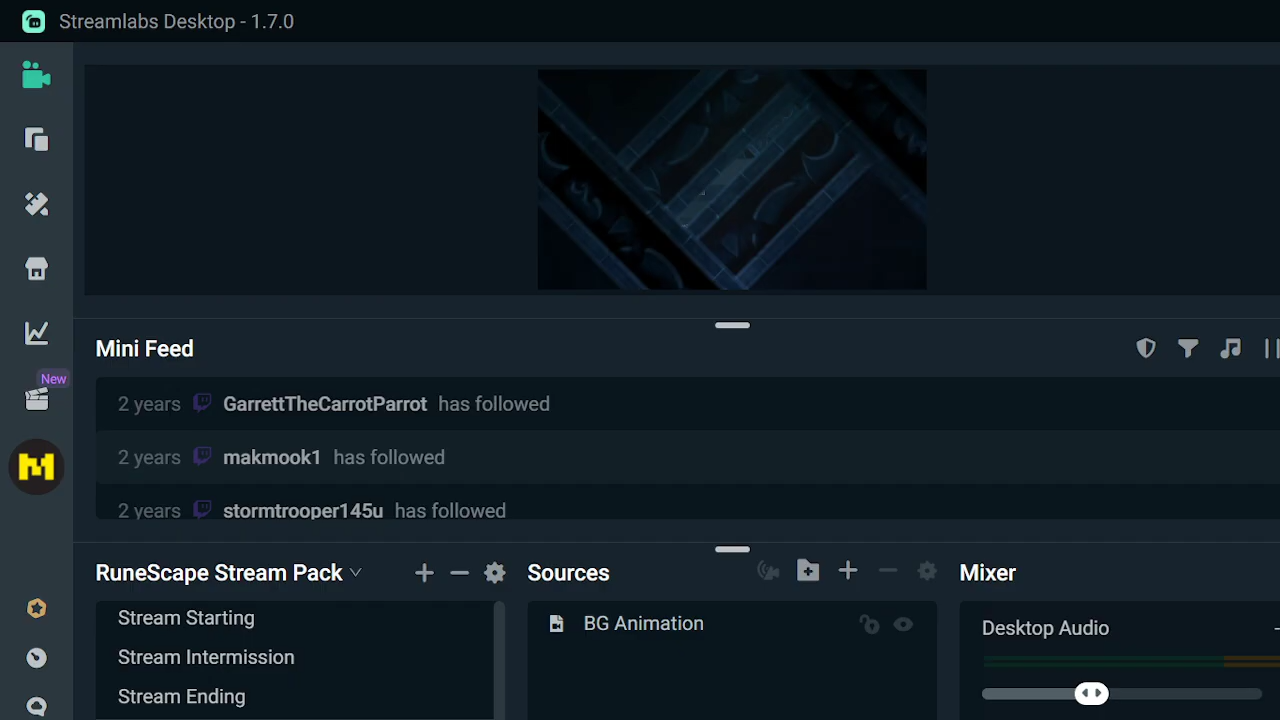 Streamlabs Desktop - 1.7.0
New
Mini Feed
2 years GarrettTheCarrotParrot has followed
2 years makmook1 has followed
2 years stormtrooper145u has followed
RuneScape Stream Pack
Stream Starting
Stream Intermission
Stream Ending
Sources
BG Animation
Mixer
Desktop Audio